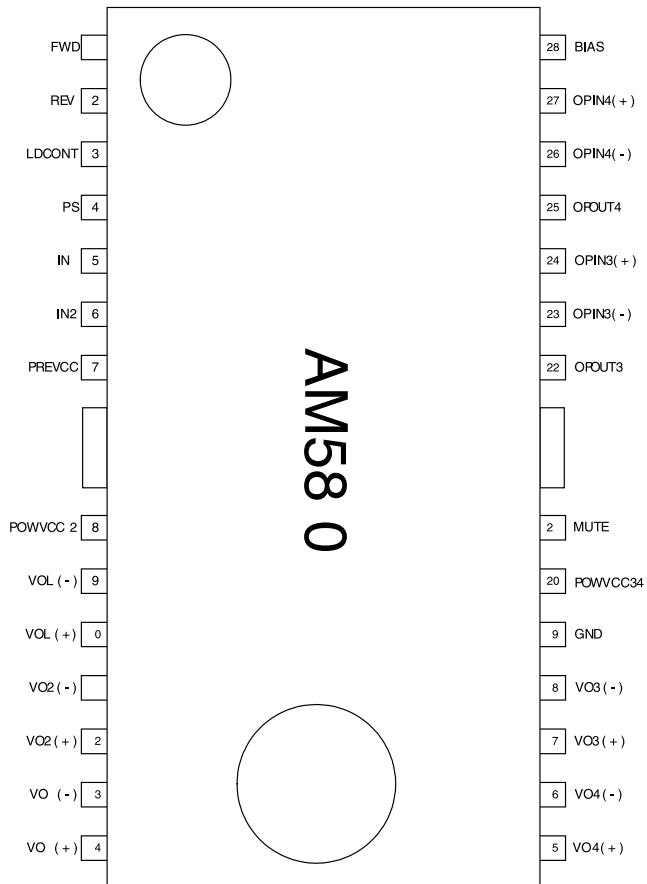 FWD
REV 2
LDCONT 3
PS 4
IN 5
IN2 6
PREVCC 7
POWVCC 2 8
VOL (-) 9
VOL (+) 0
VO2 (-)
VO2 (+) 2
VO (-) 3
VO (+) 4
AM58 0
28 BIAS
27 OPIN4(+)
26 OPIN4(-)
25 OPOUT4
24 OPIN3(+)
23 OPIN3(-)
22 OPOUT3
2 MUTE
20 POWVCC34
9 GND
8 VO3 (-)
7 VO3 (+)
6 VO4 (-)
5 VO4 (+)